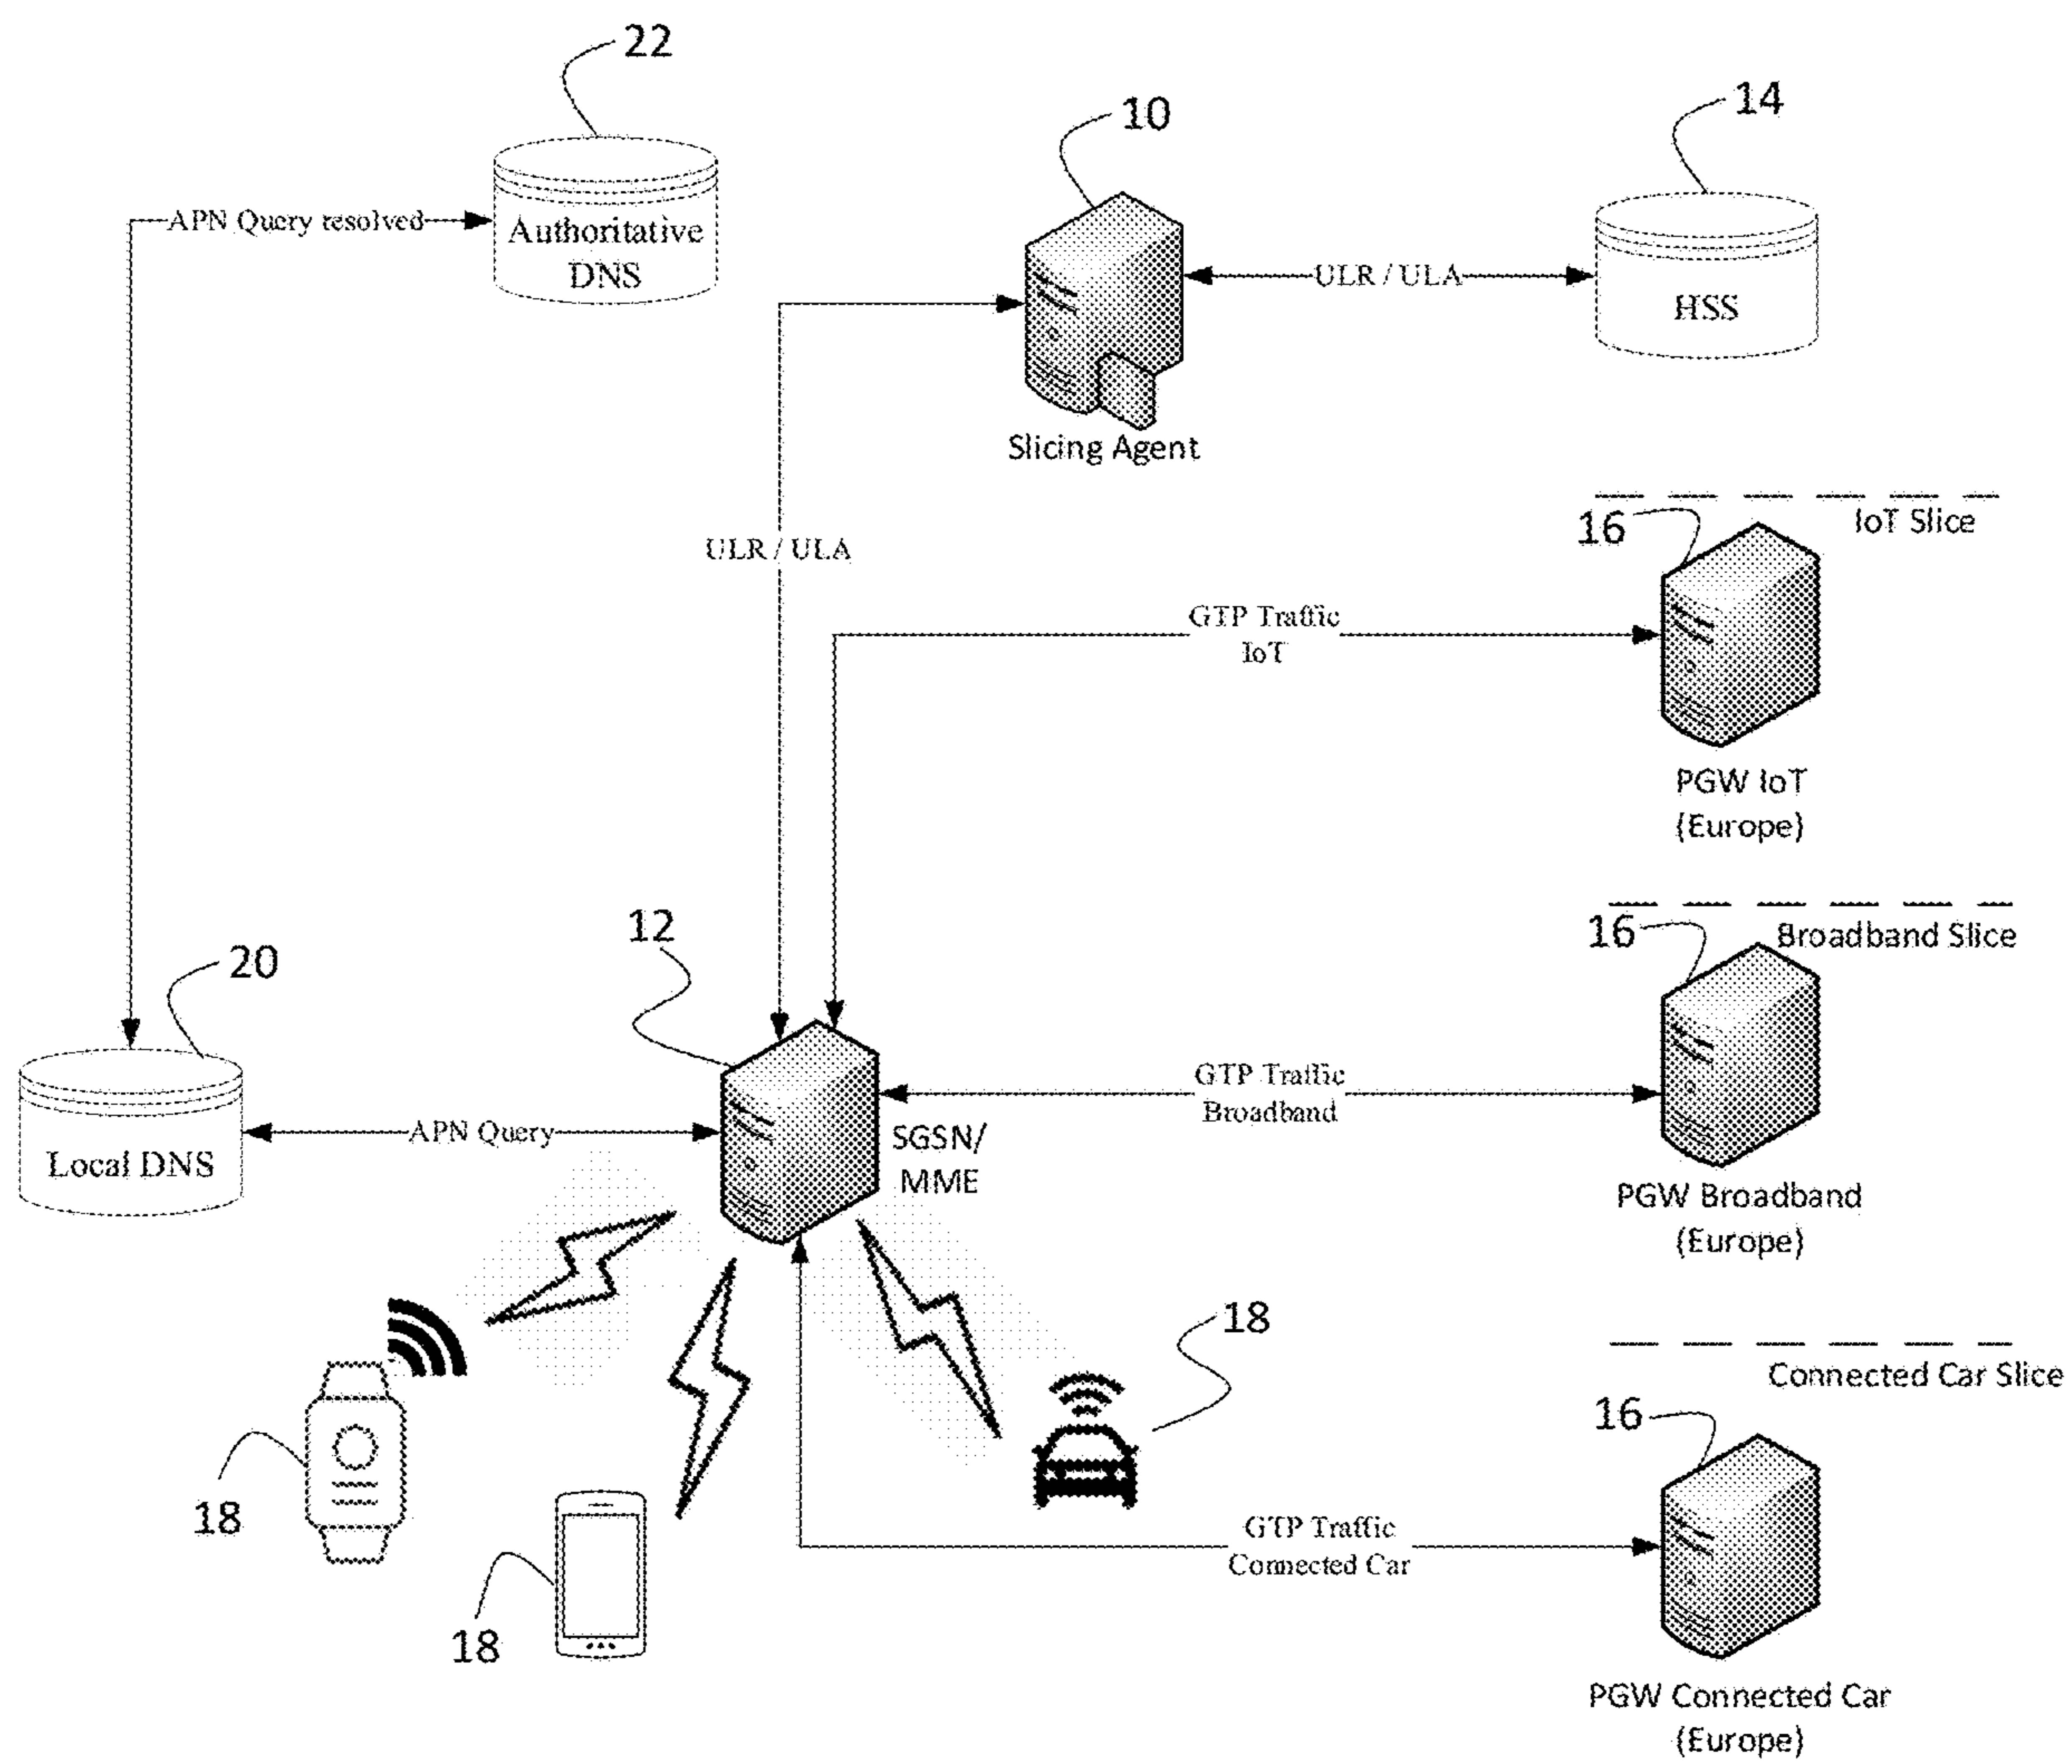 22
10
14
APN Query resolved
Authoritative
DNS
ULR / ULA
HSS
Slicing Agent
IoT Slice
16
ULR / ULA
GTP Traffic
IoT
PGW IoT
(Europe)
12
16
Broadband Slice
20
GTP Traffic
Broadband
APN Query
SGSN/
MME
Local DNS
PGW Broadband
(Europe)
18
Connected Car Slice
16
18
GTP Traffic
Connected Car
18
PGW Connected Car
(Europe)